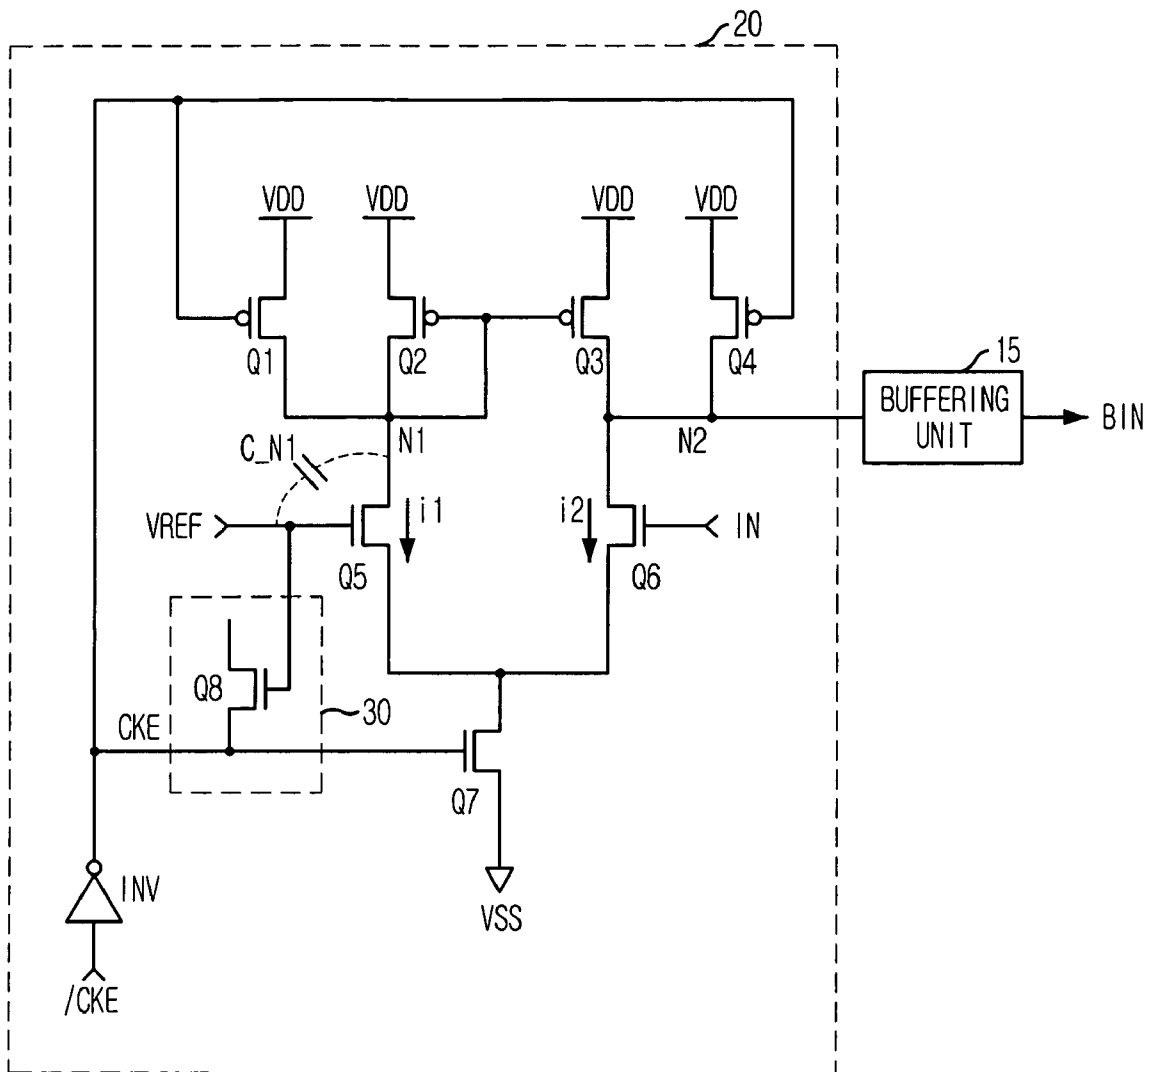 20
VDD
VDD
VDD
VDD
Q1
Q2
Q3
Q4
15
BUFFERING
UNIT
BIN
N1
N2
C_N1
VREF
i1
i2
IN
Q5
Q6
Q8
30
CKE
Q7
INV
VSS
/CKE